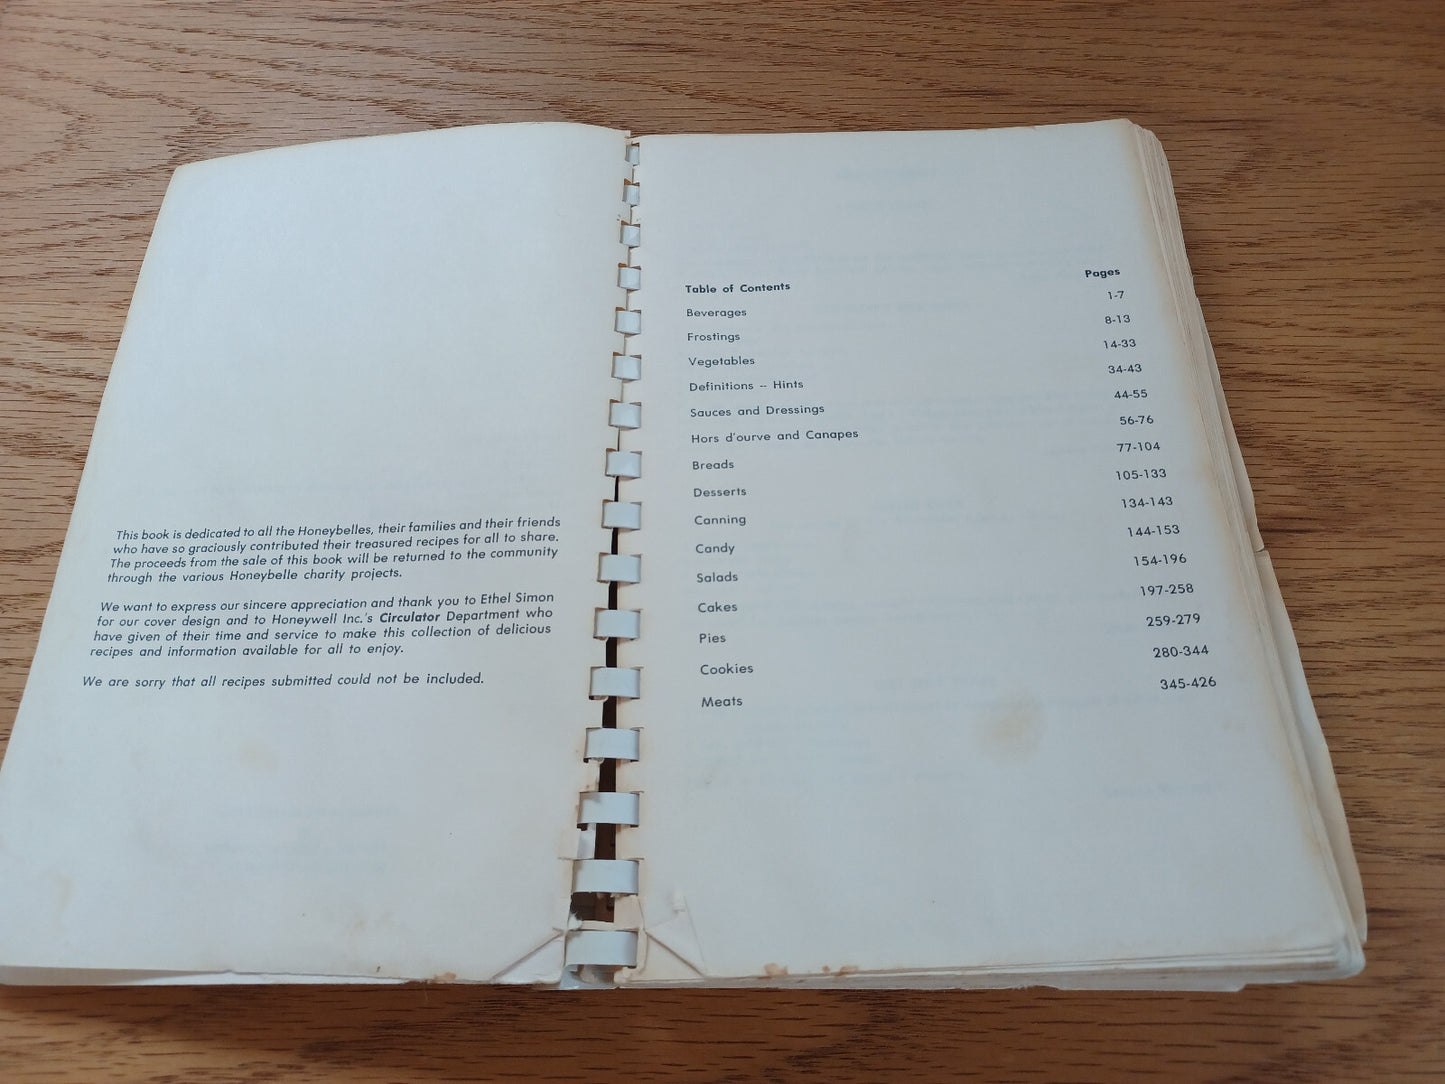 This book is dedicated to all the Honeybelles, their families and their friends
who have so graciously contributed their treasured recipes for all to share.
The proceeds from the sale of this book will be returned to the community
through the various Honeybelle charity projects.
We want to express our sincere appreciation and thank you to Ethel Simon
for our cover design and to Honeywell Inc.'s Circulator Department who
have given of their time and service to make this collection of delicious
recipes and information available for all to enjoy.
We are sorry that all recipes submitted could not be included.
Table of Contents Pages
Beverages 1-7
Frostings 8-13
Vegetables 14-33
Definitions -- Hints 34-43
Sauces and Dressings 44-55
Hors d'ourve and Canapes 56-76
Breads 77-104
Desserts 105-133
Canning 134-143
Candy 144-153
Salads 154-196
Cakes 197-258
Pies 259-279
Cookies 280-344
Meats 345-426